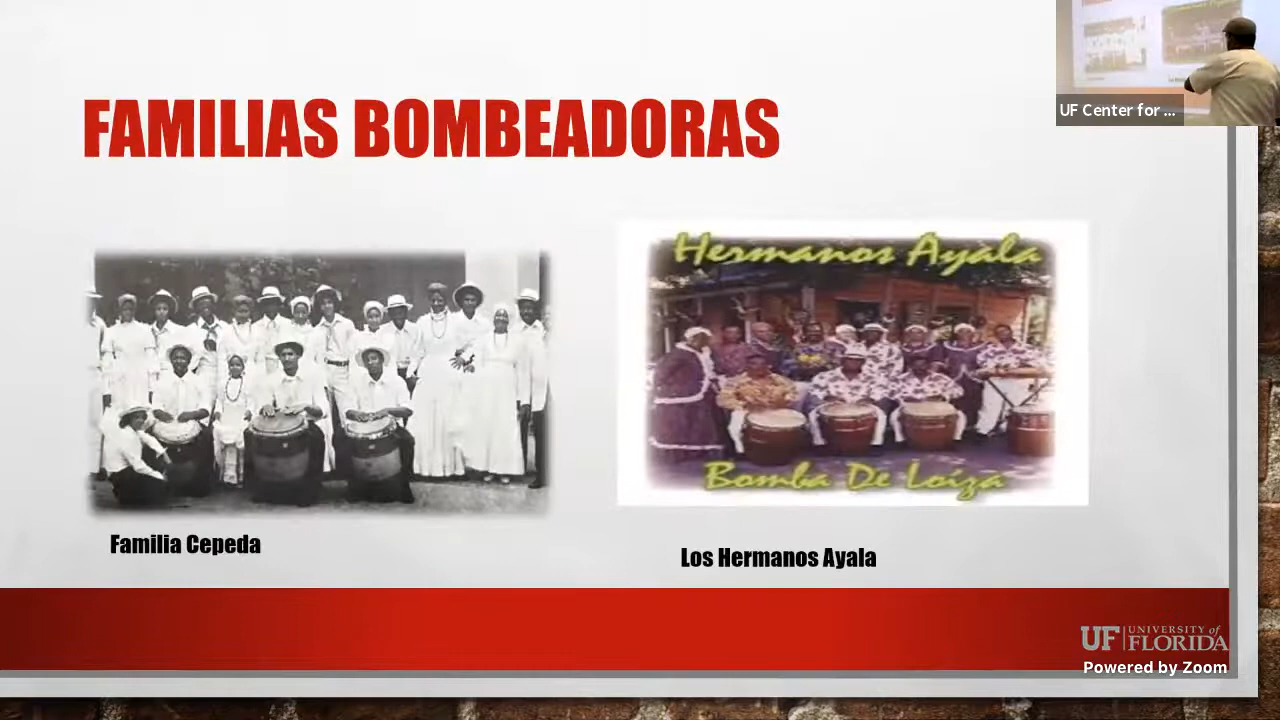 FAMILIAS BOMBEADORAS
UF Center for ...
Hermanos Ayala
Bomba De Loíza
Familia Cepeda
Los Hermanos Ayala
UF UNIVERSITY of
FLORIDA
Powered by Zoom